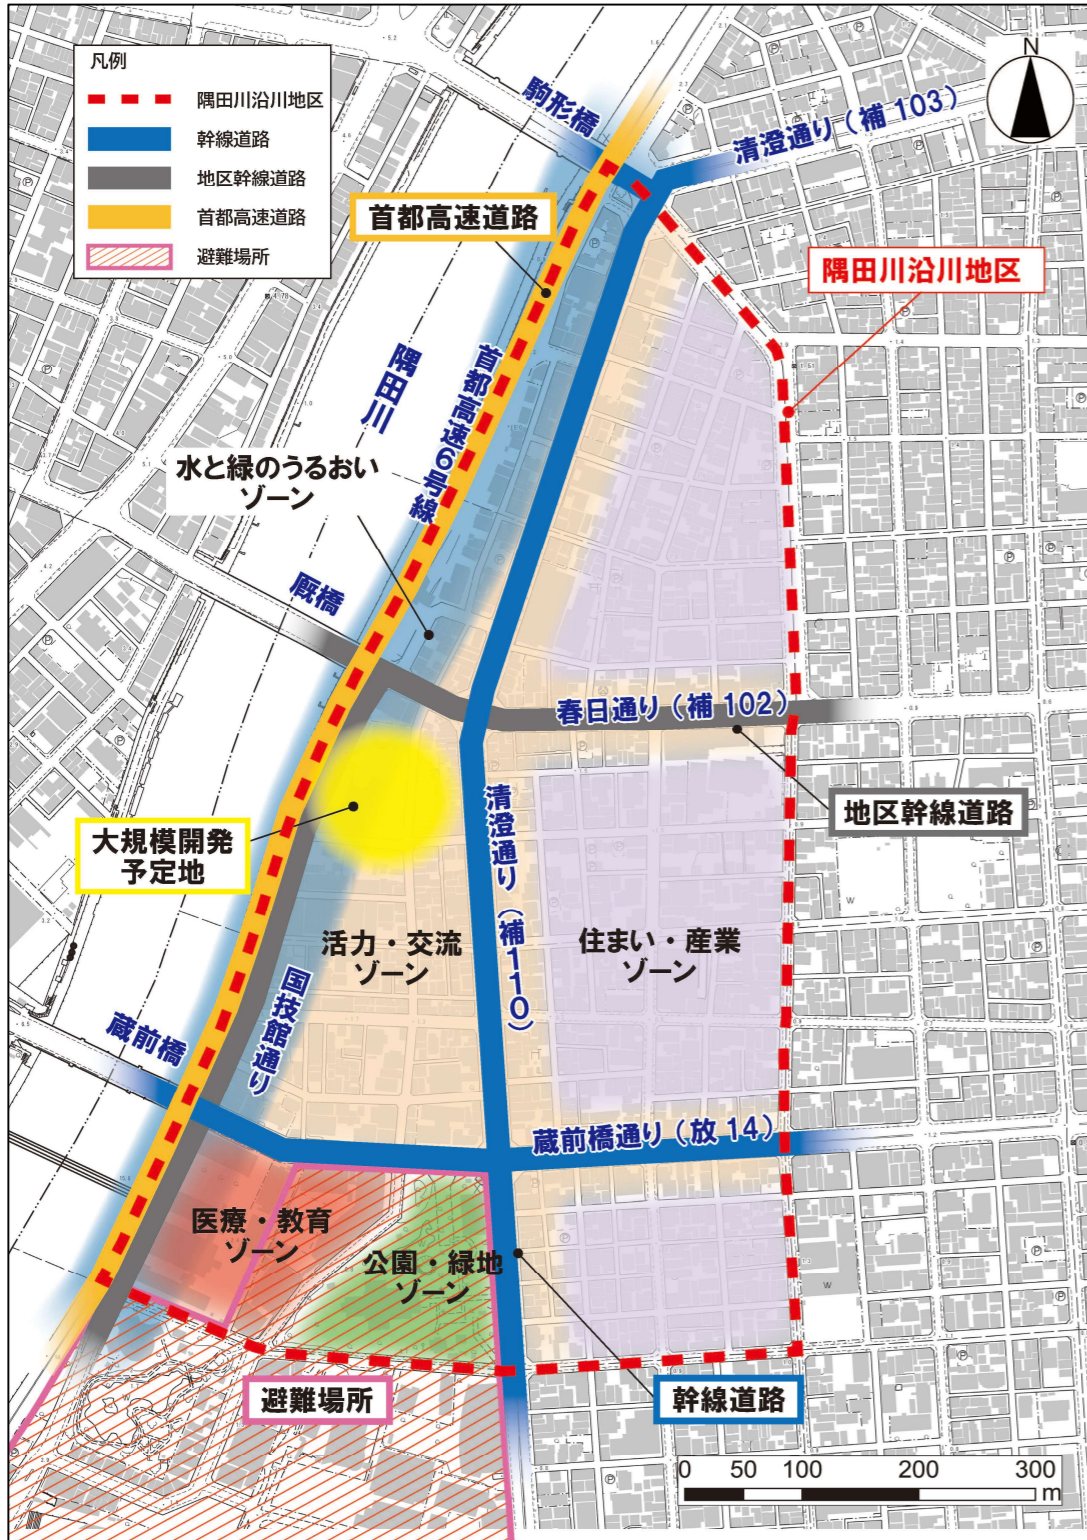 凡例
隅田川沿川地区
幹線道路
地区幹線道路
首都高速道路
避難場所
N
駒形橋
清澄通り（補103）
首都高速道路
隅田川沿川地区
隅田川
首都高速6号線
水と緑のうるおい
ゾーン
厩橋
春日通り（補102）
地区幹線道路
大規模開発
予定地
清澄通り（補110）
活力・交流
ゾーン
住まい・産業
ゾーン
国技館通り
蔵前橋
蔵前橋通り（放14）
医療・教育
ゾーン
公園・緑地
ゾーン
避難場所
幹線道路
0 50 100 200 300
m